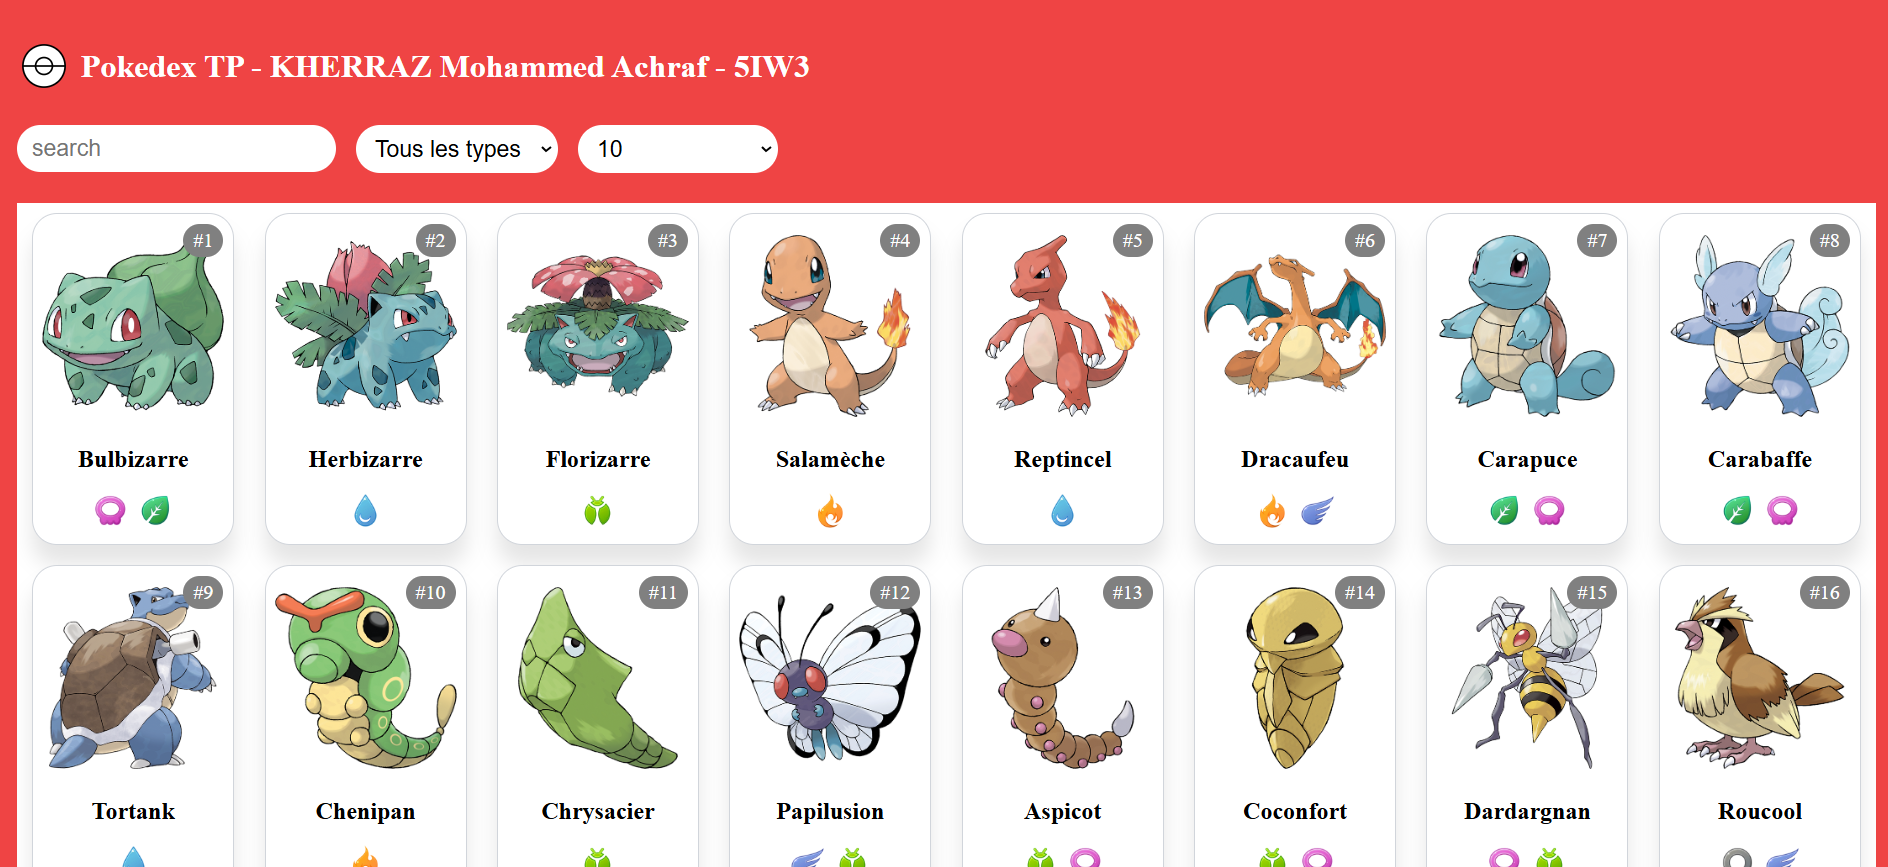 Pokedex TP - KHERRAZ Mohammed Achraf - 5IW3
search
Tous les types
10
#1
#2
#3
#4
#5
#6
#7
#8
Bulbizarre
Herbizarre
Florizarre
Salamèche
Reptincel
Dracaufeu
Carapuce
Carabaffe
#9
#10
#11
#12
#13
#14
#15
#16
Tortank
Chenipan
Chrysacier
Papilusion
Aspicot
Coconfort
Dardargnan
Roucool